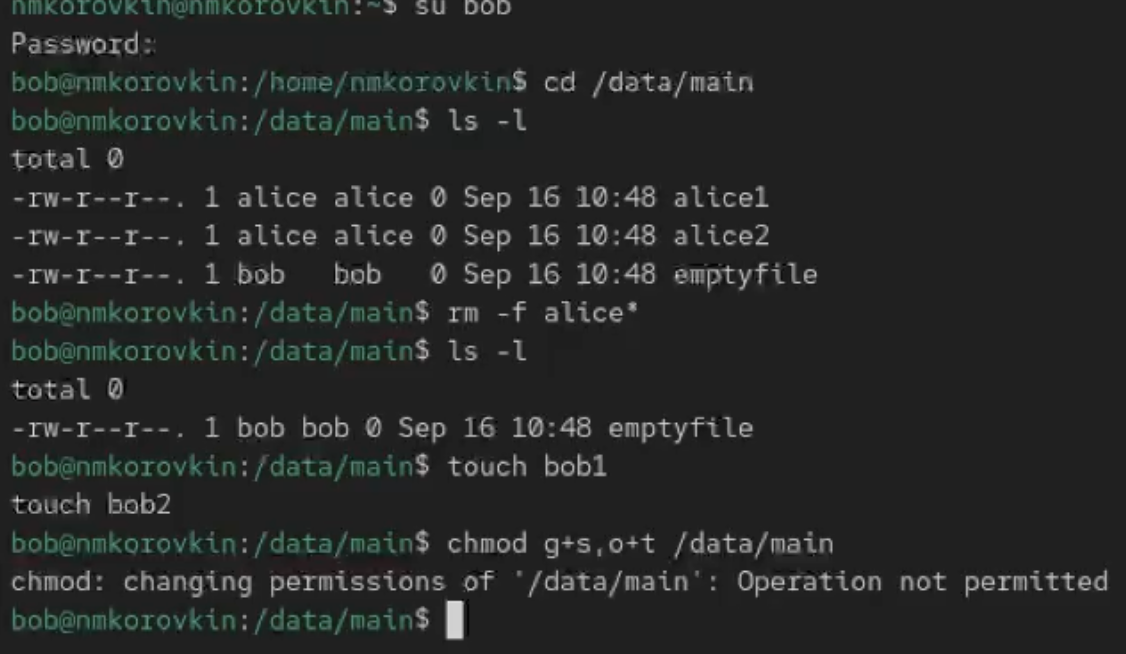 nmkorovkin@nmkorovkin:~$ su bob
Password:
bob@nmkorovkin:/home/nmkorovkin$ cd /data/main
bob@nmkorovkin:/data/main$ ls -l
total 0
-rw-r--r--. 1 alice alice 0 Sep 16 10:48 alice1
-rw-r--r--. 1 alice alice 0 Sep 16 10:48 alice2
-rw-r--r--. 1 bob   bob   0 Sep 16 10:48 emptyfile
bob@nmkorovkin:/data/main$ rm -f alice*
bob@nmkorovkin:/data/main$ ls -l
total 0
-rw-r--r--. 1 bob bob 0 Sep 16 10:48 emptyfile
bob@nmkorovkin:/data/main$ touch bob1
touch bob2
bob@nmkorovkin:/data/main$ chmod g+s,o+t /data/main
chmod: changing permissions of '/data/main': Operation not permitted
bob@nmkorovkin:/data/main$